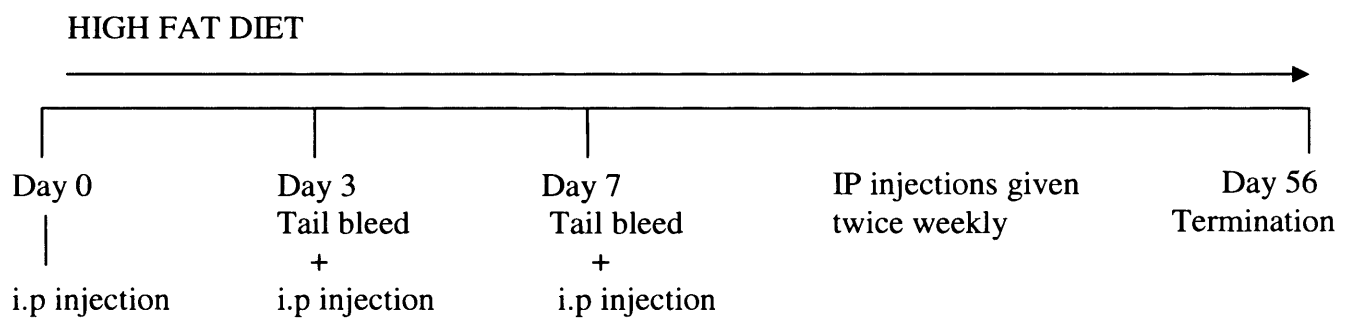 HIGH FAT DIET
Day 0
i.p injection
Day 3
Tail bleed
+
i.p injection
Day 7
Tail bleed
+
i.p injection
IP injections given
twice weekly
Day 56
Termination